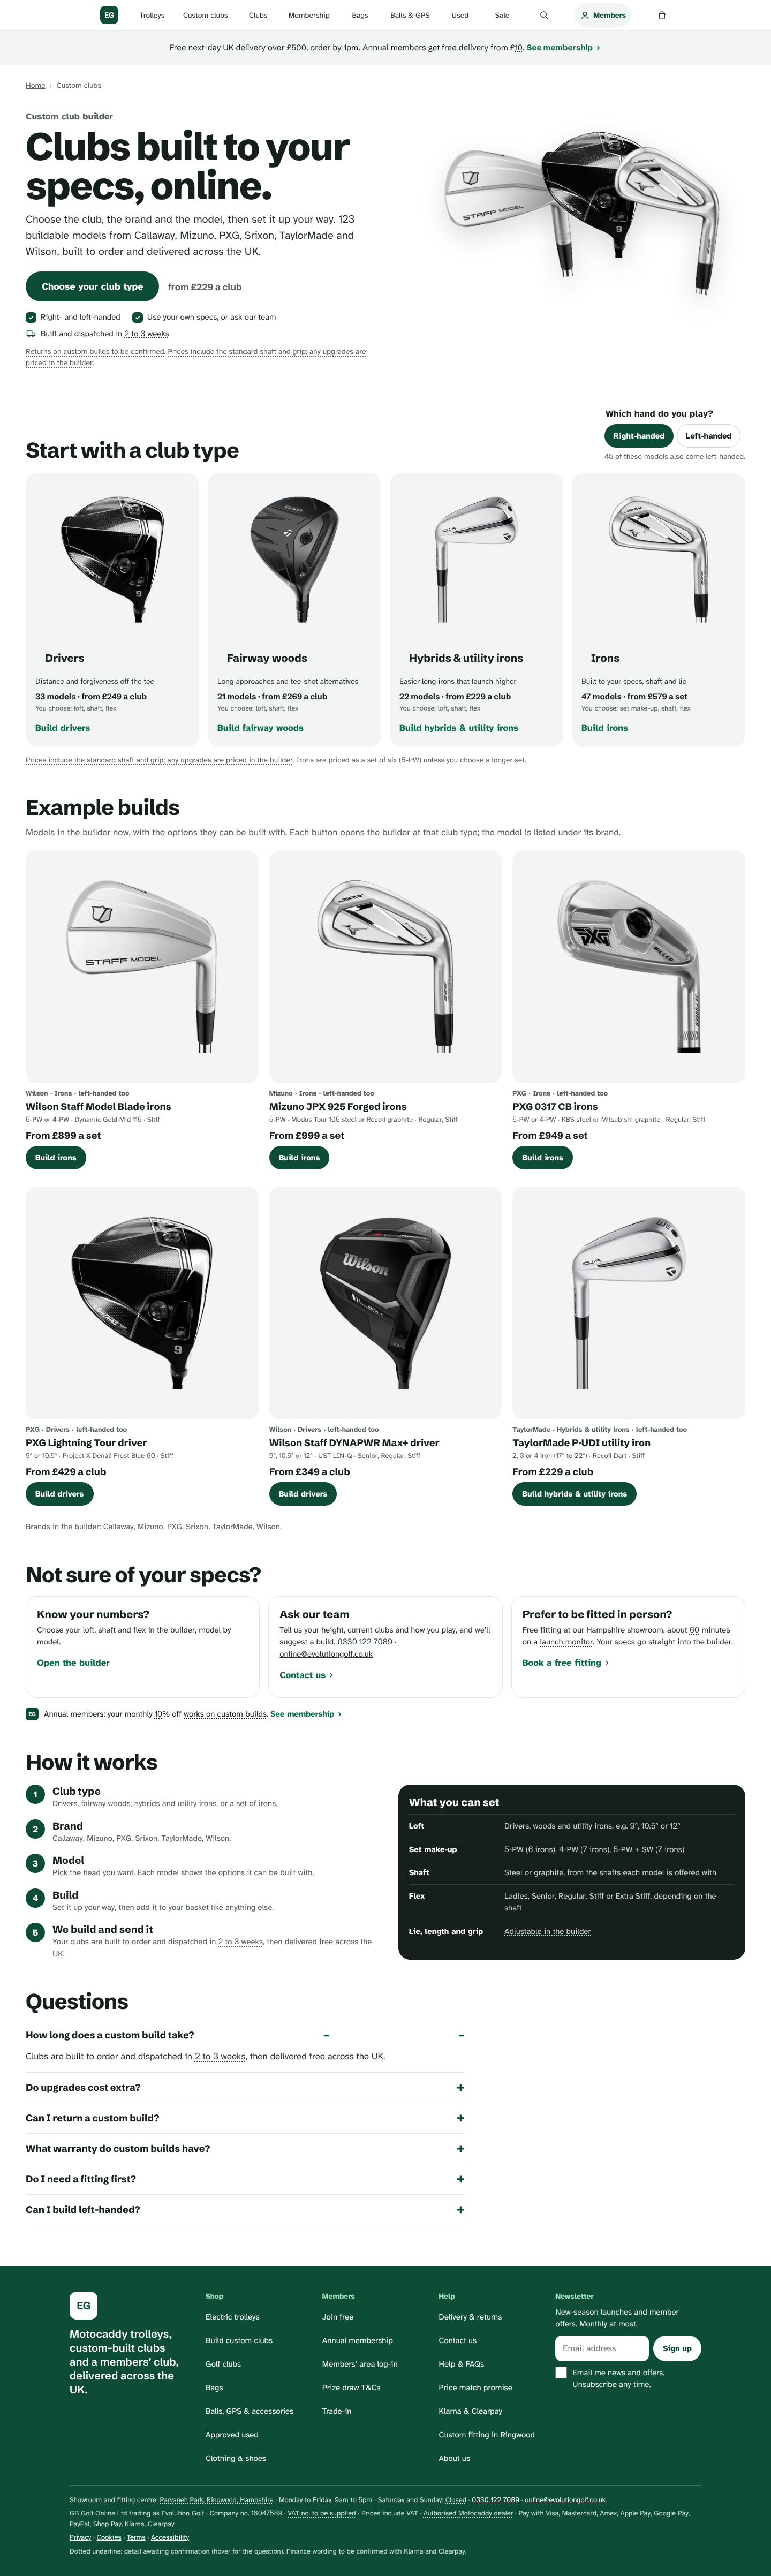 EG
Trolleys
Custom clubs
Clubs
Membership
Bags
Balls & GPS
Used
Sale
Members
Free next-day UK delivery over £500, order by 1pm. Annual members get free delivery from £10. See membership ›
Home › Custom clubs
Custom club builder
Clubs built to your
specs, online.
Choose the club, the brand and the model, then set it up your way. 123
buildable models from Callaway, Mizuno, PXG, Srixon, TaylorMade and
Wilson, built to order and delivered across the UK.
Choose your club type
from £229 a club
Right- and left-handed
Use your own specs, or ask our team
Built and dispatched in 2 to 3 weeks
Returns on custom builds to be confirmed. Prices include the standard shaft and grip; any upgrades are
priced in the builder.
STAFF MODEL
9
Which hand do you play?
Right-handed
Left-handed
45 of these models also come left-handed.
Start with a club type
9
Drivers
Distance and forgiveness off the tee
33 models · from £249 a club
You choose: loft, shaft, flex
Build drivers
Fairway woods
Long approaches and tee-shot alternatives
21 models · from £269 a club
You choose: loft, shaft, flex
Build fairway woods
Hybrids & utility irons
Easier long irons that launch higher
22 models · from £229 a club
You choose: loft, shaft, flex
Build hybrids & utility irons
Irons
Built to your specs, shaft and lie
47 models · from £579 a set
You choose: set make-up, shaft, flex
Build irons
Prices include the standard shaft and grip; any upgrades are priced in the builder. Irons are priced as a set of six (5-PW) unless you choose a longer set.
Example builds
Models in the builder now, with the options they can be built with. Each button opens the builder at that club type; the model is listed under its brand.
STAFF MODEL
JPX
PXG
MILLED
Wilson · Irons · left-handed too
Wilson Staff Model Blade irons
5-PW or 4-PW · Dynamic Gold Mid 115 · Stiff
From £899 a set
Build irons
Mizuno · Irons · left-handed too
Mizuno JPX 925 Forged irons
5-PW · Modus Tour 105 steel or Recoil graphite · Regular, Stiff
From £999 a set
Build irons
PXG · Irons · left-handed too
PXG 0317 CB irons
5-PW or 4-PW · KBS steel or Mitsubishi graphite · Regular, Stiff
From £949 a set
Build irons
9
Wilson
PXG · Drivers · left-handed too
PXG Lightning Tour driver
9° or 10.5° · Project X Denali Frost Blue 60 · Stiff
From £429 a club
Build drivers
Wilson · Drivers · left-handed too
Wilson Staff DYNAPWR Max+ driver
9°, 10.5° or 12° · UST LIN-Q · Senior, Regular, Stiff
From £349 a club
Build drivers
TaylorMade · Hybrids & utility irons · left-handed too
TaylorMade P·UDI utility iron
2, 3 or 4 iron (17° to 22°) · Recoil Dart · Stiff
From £229 a club
Build hybrids & utility irons
Brands in the builder: Callaway, Mizuno, PXG, Srixon, TaylorMade, Wilson.
Not sure of your specs?
Know your numbers?
Choose your loft, shaft and flex in the builder, model by
model.
Open the builder
Ask our team
Tell us your height, current clubs and how you play, and we'll
suggest a build. 0330 122 7089 ·
online@evolutiongolf.co.uk
Contact us ›
Prefer to be fitted in person?
Free fitting at our Hampshire showroom, about 60 minutes
on a launch monitor. Your specs go straight into the builder.
Book a free fitting ›
EG
Annual members: your monthly 10% off works on custom builds. See membership ›
How it works
1
Club type
Drivers, fairway woods, hybrids and utility irons, or a set of irons.
2
Brand
Callaway, Mizuno, PXG, Srixon, TaylorMade, Wilson.
3
Model
Pick the head you want. Each model shows the options it can be built with.
4
Build
Set it up your way, then add it to your basket like anything else.
5
We build and send it
Your clubs are built to order and dispatched in 2 to 3 weeks, then delivered free across the
UK.
What you can set
Loft
Drivers, woods and utility irons, e.g. 9°, 10.5° or 12°
Set make-up
5-PW (6 irons), 4-PW (7 irons), 5-PW + SW (7 irons)
Shaft
Steel or graphite, from the shafts each model is offered with
Flex
Ladies, Senior, Regular, Stiff or Extra Stiff, depending on the
shaft
Lie, length and grip
Adjustable in the builder
Questions
How long does a custom build take?
–
–
Clubs are built to order and dispatched in 2 to 3 weeks, then delivered free across the UK.
Do upgrades cost extra? +
Can I return a custom build? +
What warranty do custom builds have? +
Do I need a fitting first? +
Can I build left-handed? +
EG
Motocaddy trolleys,
custom-built clubs
and a members' club,
delivered across the
UK.
Shop
Electric trolleys
Build custom clubs
Golf clubs
Bags
Balls, GPS & accessories
Approved used
Clothing & shoes
Members
Join free
Annual membership
Members' area log-in
Prize draw T&Cs
Trade-in
Help
Delivery & returns
Contact us
Help & FAQs
Price match promise
Klarna & Clearpay
Custom fitting in Ringwood
About us
Newsletter
New-season launches and member
offers. Monthly at most.
Email address
Sign up
Email me news and offers.
Unsubscribe any time.
Showroom and fitting centre: Parvaneh Park, Ringwood, Hampshire · Monday to Friday: 9am to 5pm · Saturday and Sunday: Closed · 0330 122 7089 · online@evolutiongolf.co.uk
GB Golf Online Ltd trading as Evolution Golf · Company no. 16047589 · VAT no. to be supplied · Prices include VAT · Authorised Motocaddy dealer · Pay with Visa, Mastercard, Amex, Apple Pay, Google Pay,
PayPal, Shop Pay, Klarna, Clearpay
Privacy · Cookies · Terms · Accessibility
Dotted underline: detail awaiting confirmation (hover for the question). Finance wording to be confirmed with Klarna and Clearpay.